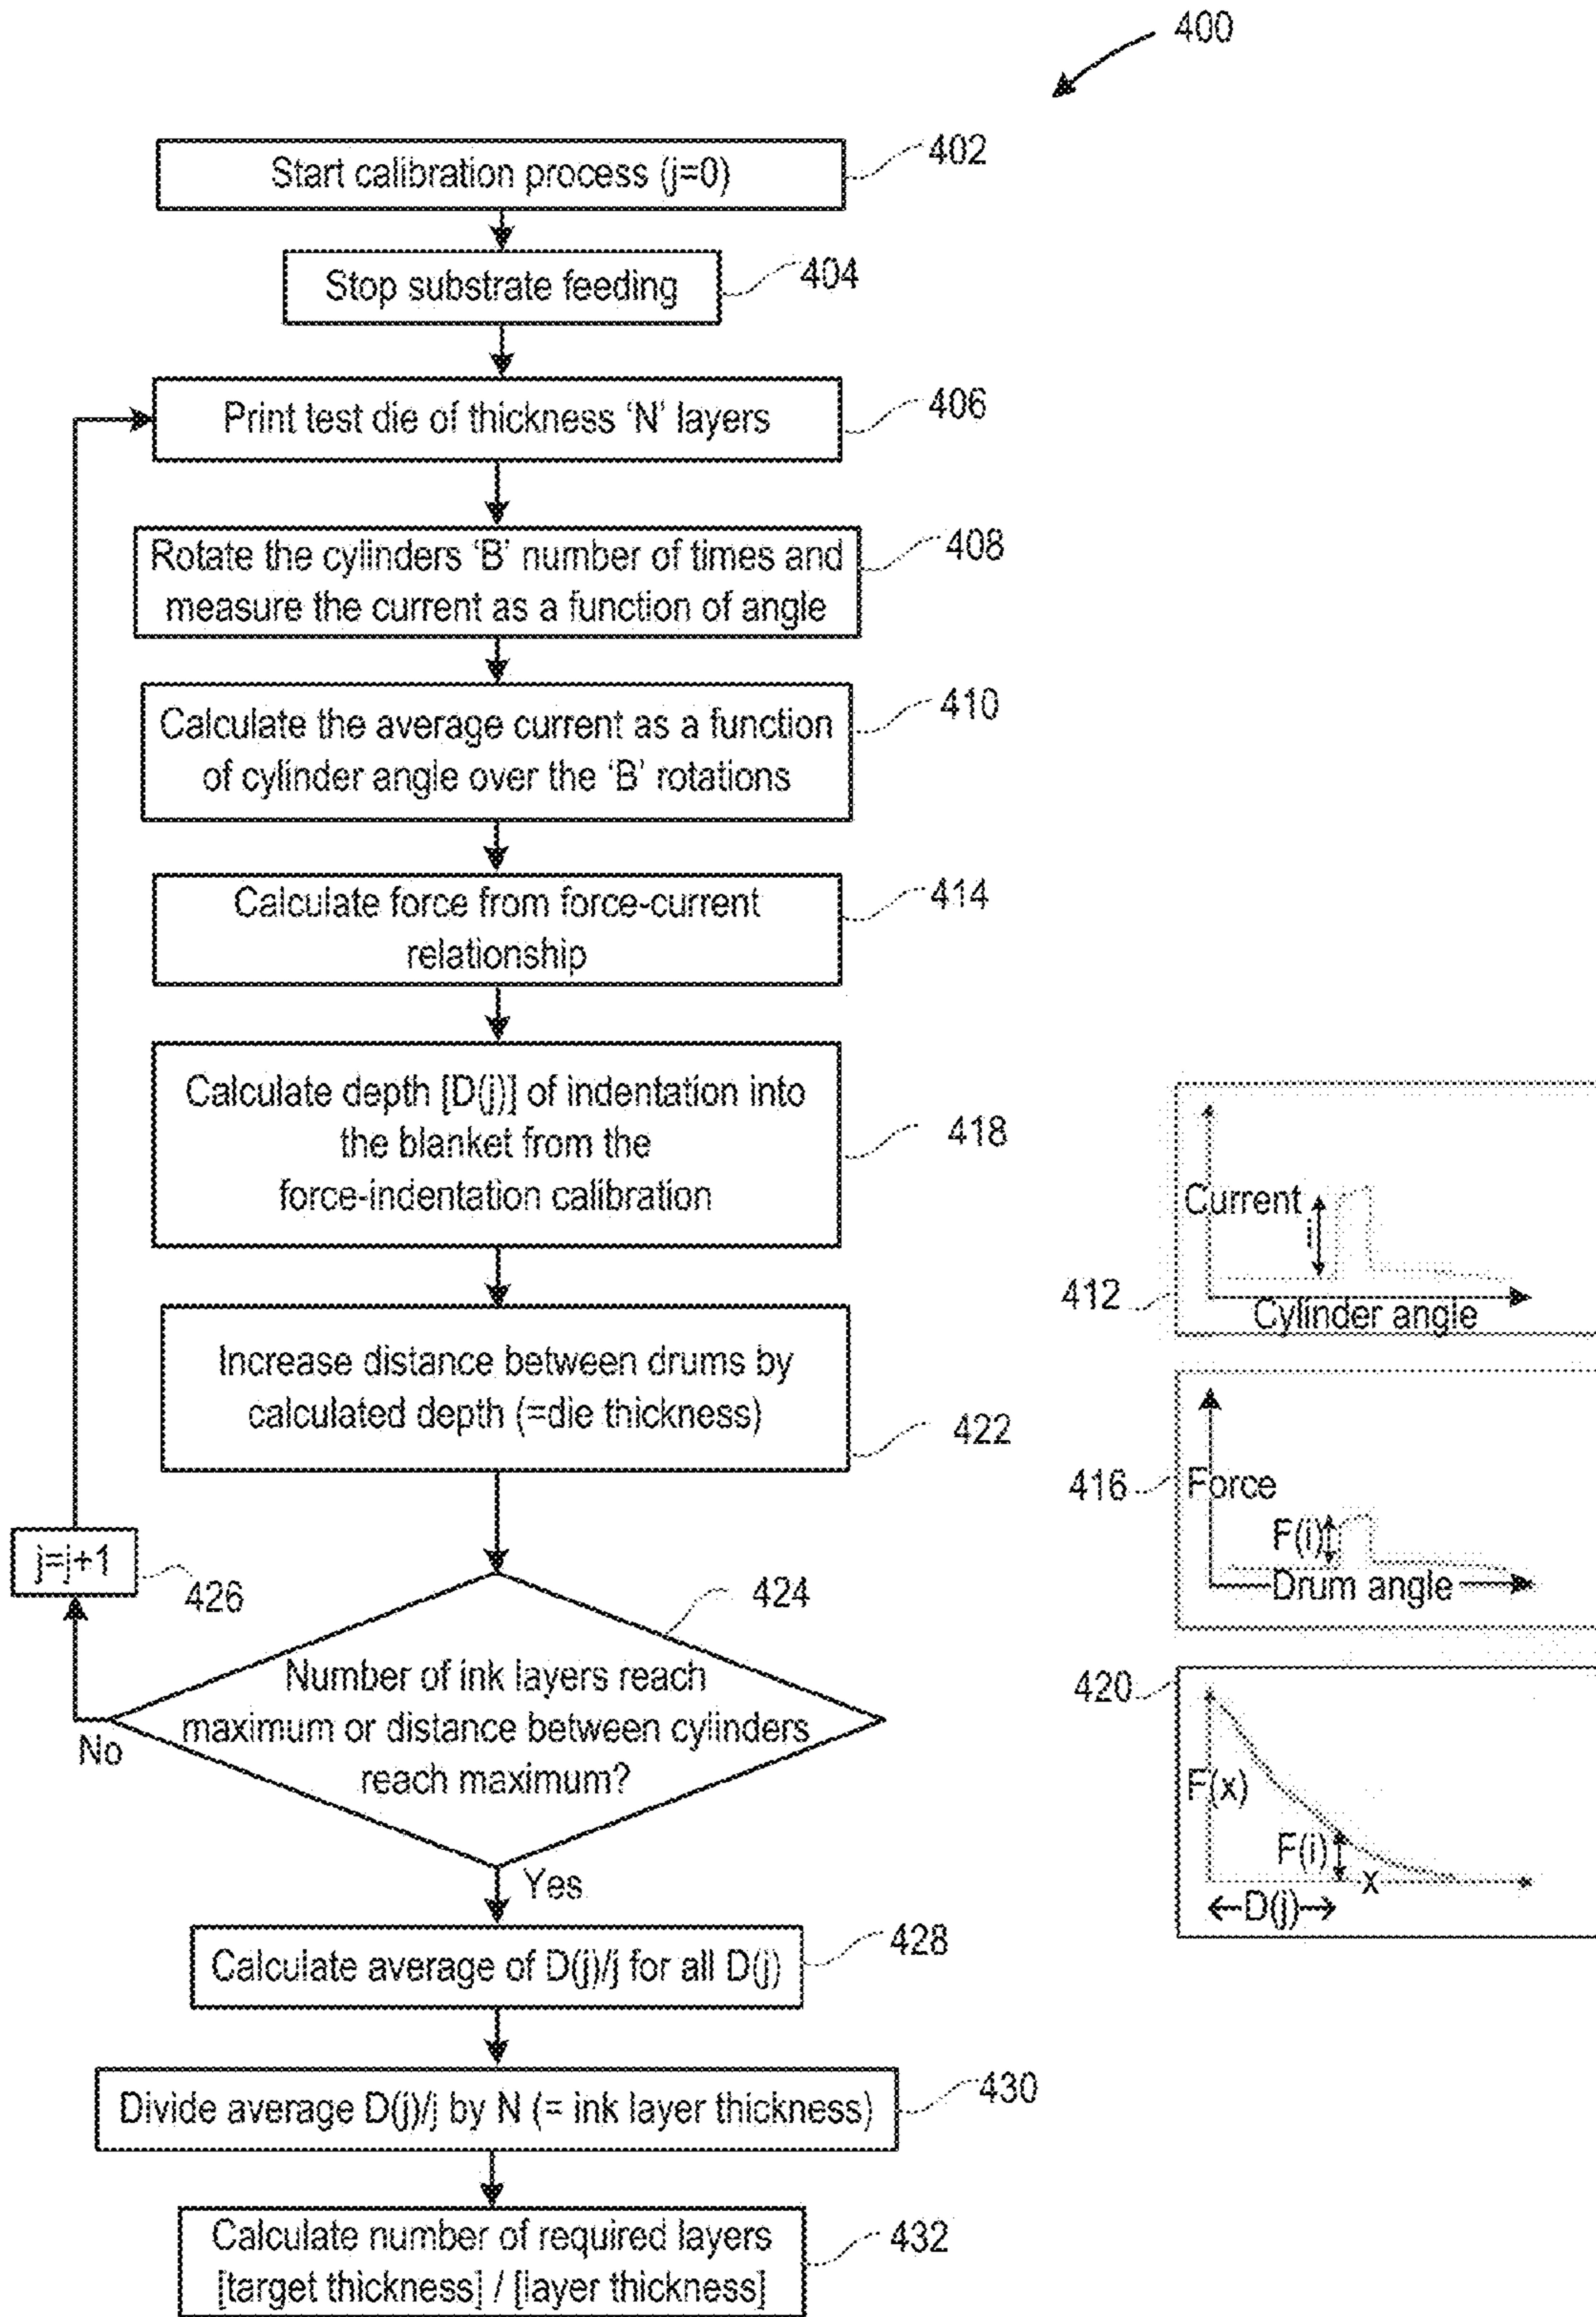 400
Start calibration process (j=0)
402
Stop substrate feeding
404
Print test die of thickness ‘N’ layers
406
Rotate the cylinders ‘B’ number of times and
measure the current as a function of angle
408
Calculate the average current as a function
of cylinder angle over the ‘B’ rotations
410
Calculate force from force-current
relationship
414
Calculate depth [D(j)] of indentation into
the blanket from the
force-indentation calibration
418
Increase distance between drums by
calculated depth (=die thickness)
422
j=j+1
426
424
Number of ink layers reach
maximum or distance between cylinders
reach maximum?
No
Yes
Calculate average of D(j)/j for all D(j)
428
Divide average D(j)/j by N (= ink layer thickness)
430
Calculate number of required layers
[target thickness] / [layer thickness]
432
Current
i
412
Cylinder angle
416
Force
F(i)
Drum angle
420
F(x)
F(i)
x
D(j)